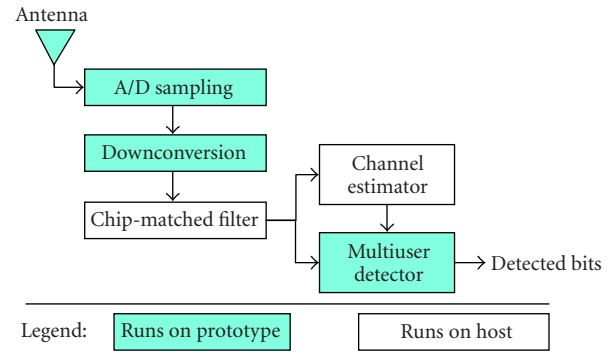 Antenna
A/D sampling
Downconversion
Chip-matched filter
Channel
estimator
Multiuser
detector
Detected bits
Legend:
Runs on prototype
Runs on host